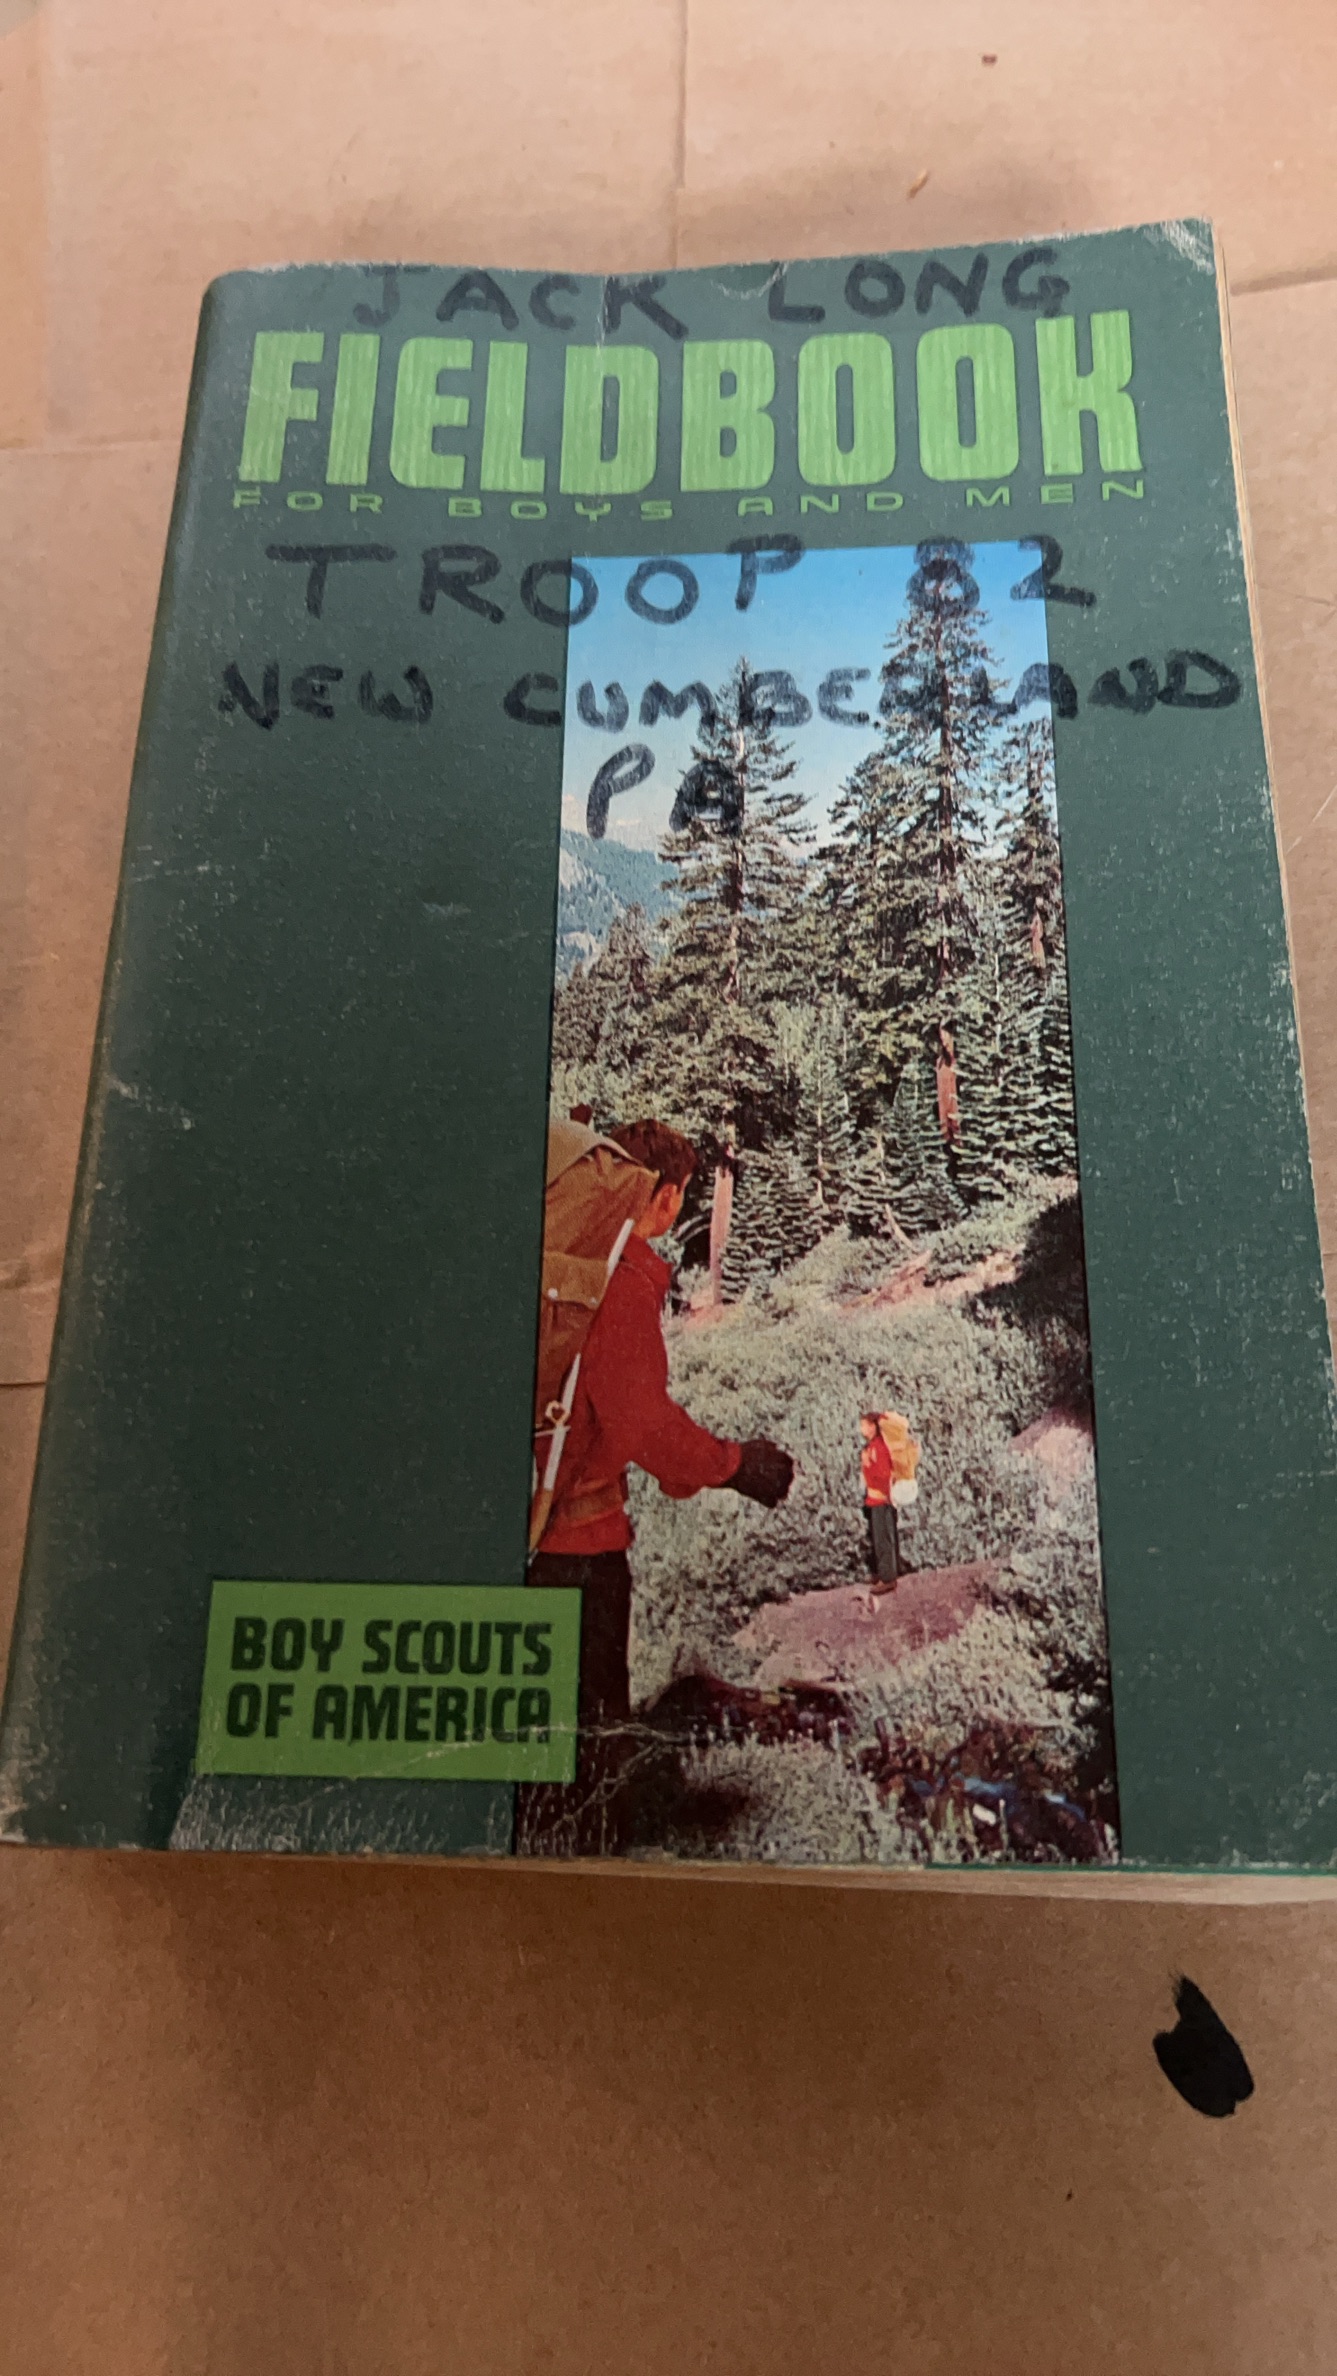 JACK LONG
FIELDBOOK
FOR BOYS AND MEN
TROOP 82
NEW CUMBERLAND
PA
BOY SCOUTS
OF AMERICA